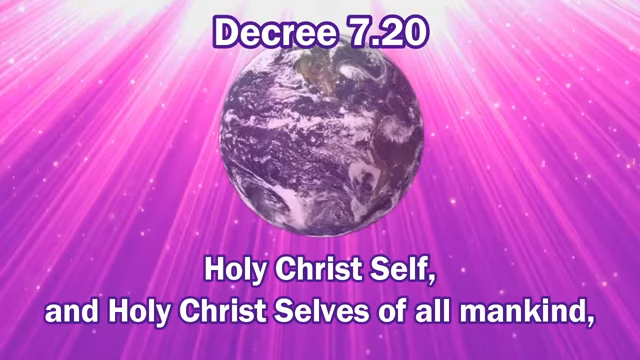 Decree 7.20
Holy Christ Self,
and Holy Christ Selves of all mankind,